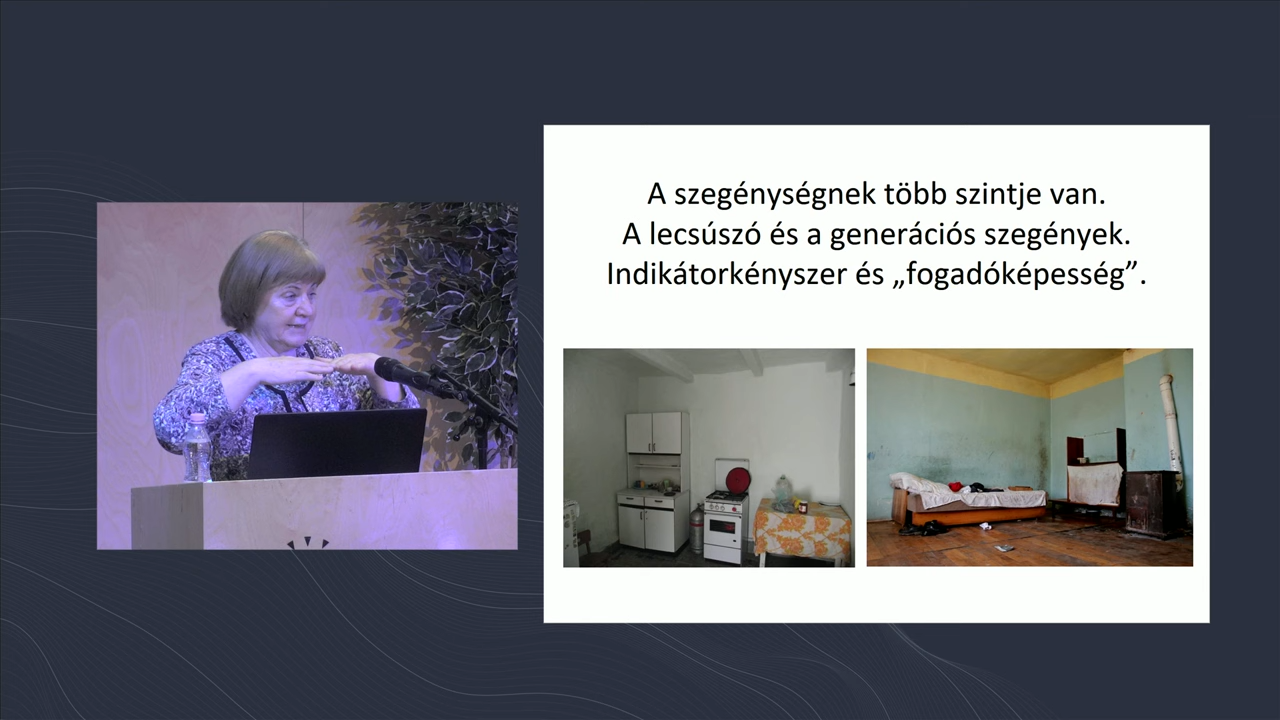 A szegénységnek több szintje van.
A lecsúszó és a generációs szegények.
Indikátorkényszer és „fogadóképesség”.